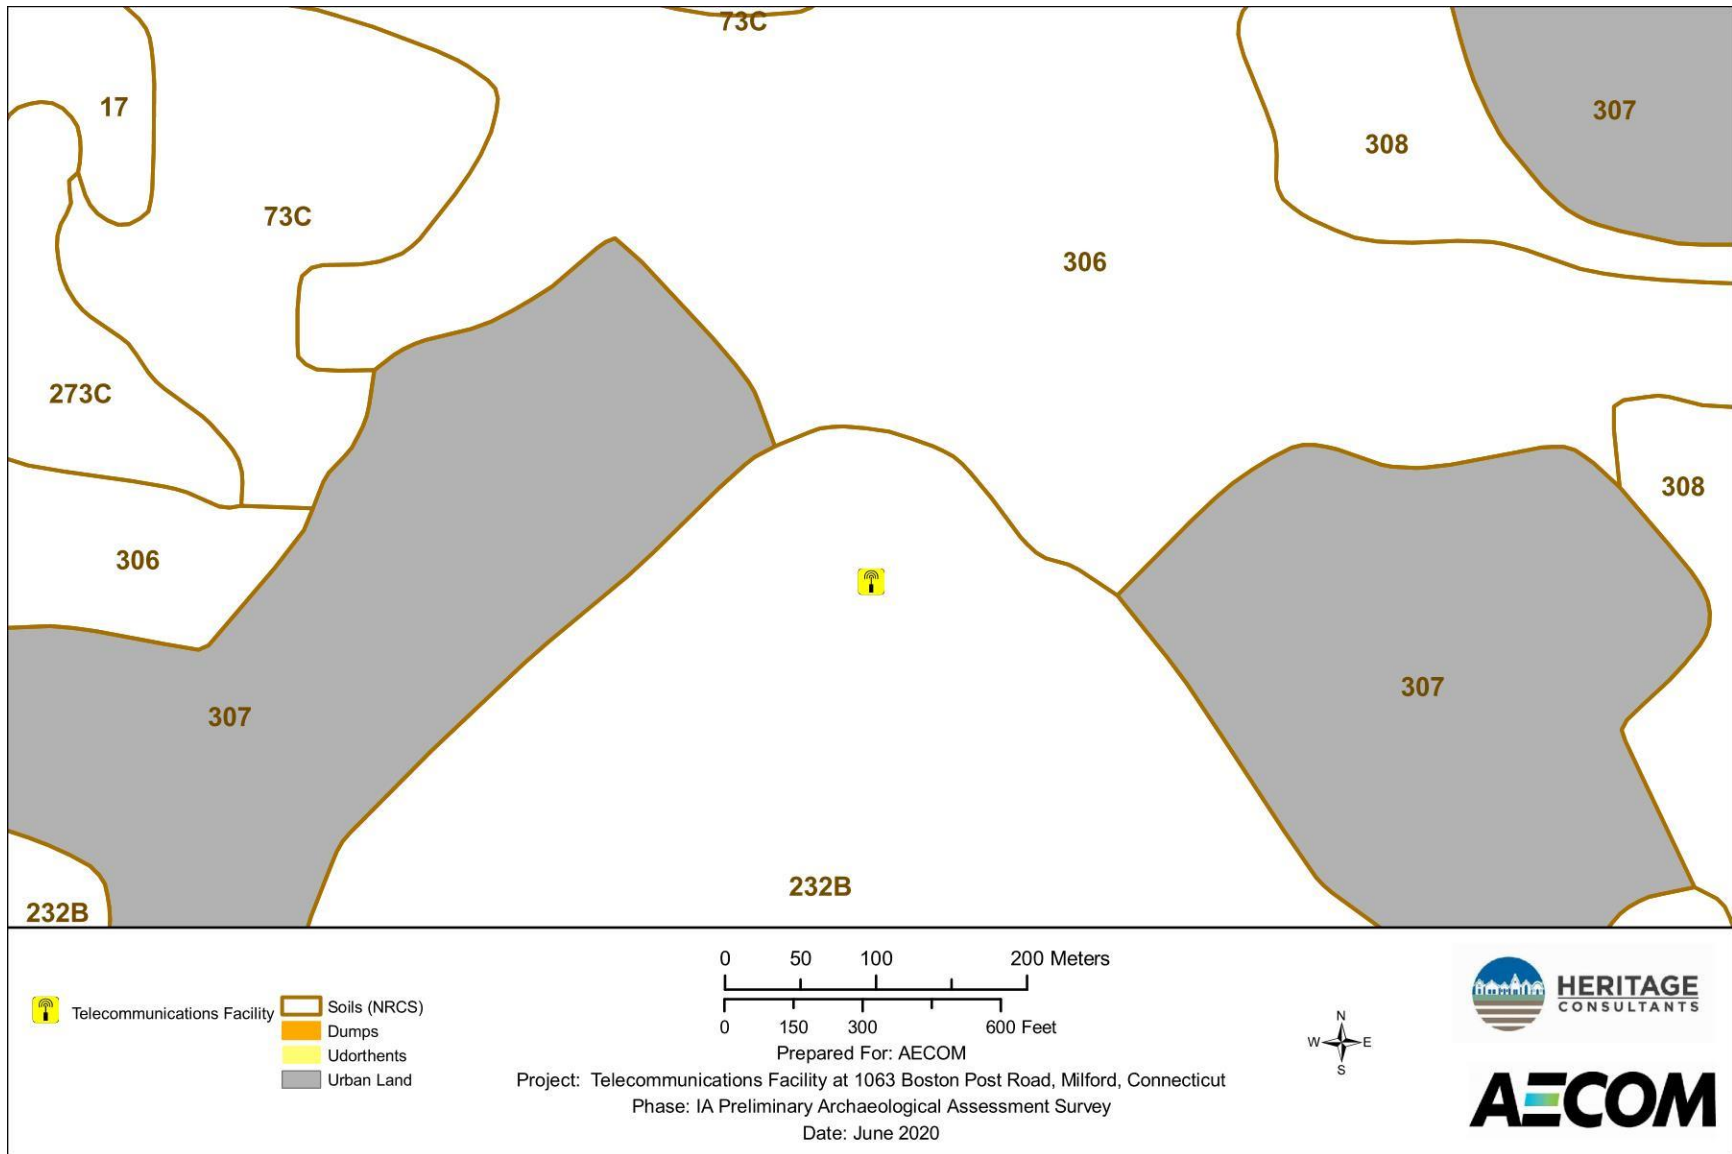 73C
17
307
308
73C
306
273C
308
306
307
307
232B
232B
0 50 100 200 Meters
0 150 300 600 Feet
Telecommunications Facility
Soils (NRCS)
Dumps
Udorthents
Urban Land
Prepared For: AECOM
Project: Telecommunications Facility at 1063 Boston Post Road, Milford, Connecticut
Phase: IA Preliminary Archaeological Assessment Survey
Date: June 2020
N
W E
S
HERITAGE
CONSULTANTS
AECOM